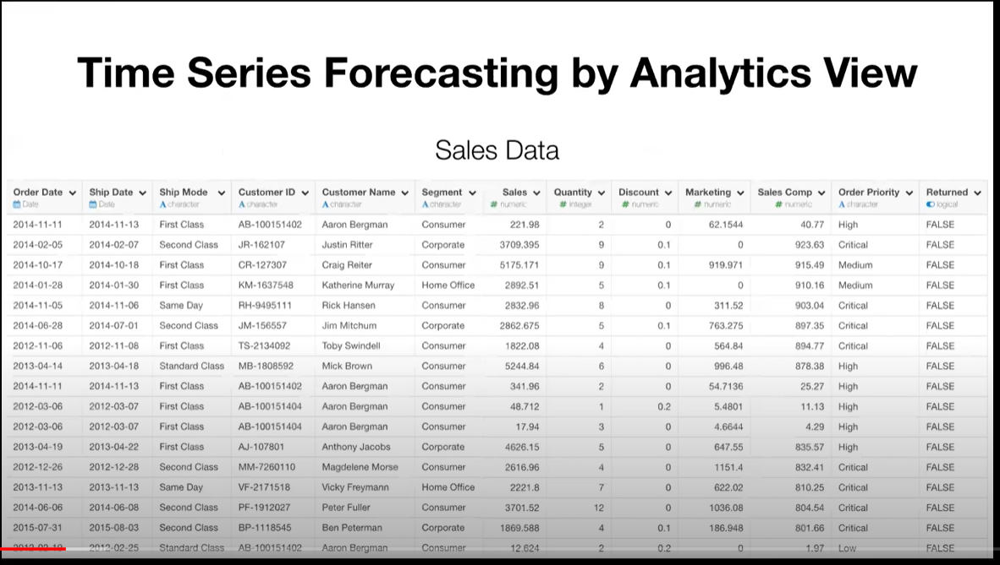 Time Series Forecasting by Analytics View
Sales Data
Order Date Ship Date Ship Mode Customer ID Customer Name Segment Sales Quantity Discount Marketing Sales Comp Order Priority Returned
Date Date A character A character A character A character # numeric # integer # numeric # numeric # numeric A character logical
2014-11-11 2014-11-13 First Class AB-100151402 Aaron Bergman Consumer 221.98 2 0 62.1544 40.77 High FALSE
2014-02-05 2014-02-07 Second Class JR-162107 Justin Ritter Corporate 3709.395 9 0.1 0 923.63 Critical FALSE
2014-10-17 2014-10-18 First Class CR-127307 Craig Reiter Consumer 5175.171 9 0.1 919.971 915.49 Medium FALSE
2014-01-28 2014-01-30 First Class KM-1637548 Katherine Murray Home Office 2892.51 5 0.1 0 910.16 Medium FALSE
2014-11-05 2014-11-06 Same Day RH-9495111 Rick Hansen Consumer 2832.96 8 0 311.52 903.04 Critical FALSE
2014-06-28 2014-07-01 Second Class JM-156557 Jim Mitchum Corporate 2862.675 5 0.1 763.275 897.35 Critical FALSE
2012-11-06 2012-11-08 First Class TS-2134092 Toby Swindell Consumer 1822.08 4 0 564.84 894.77 Critical FALSE
2013-04-14 2013-04-18 Standard Class MB-1808592 Mick Brown Consumer 5244.84 6 0 996.48 878.38 High FALSE
2014-11-11 2014-11-13 First Class AB-100151402 Aaron Bergman Consumer 341.96 2 0 54.7136 25.27 High FALSE
2012-03-06 2012-03-07 First Class AB-100151404 Aaron Bergman Consumer 48.712 1 0.2 5.4801 11.13 High FALSE
2012-03-06 2012-03-07 First Class AB-100151404 Aaron Bergman Consumer 17.94 3 0 4.6644 4.29 High FALSE
2013-04-19 2013-04-22 First Class AJ-107801 Anthony Jacobs Corporate 4626.15 5 0 647.55 835.57 High FALSE
2012-12-26 2012-12-28 Second Class MM-7260110 Magdelene Morse Consumer 2616.96 4 0 1151.4 832.41 Critical FALSE
2013-11-13 2013-11-13 Same Day VF-2171518 Vicky Freymann Home Office 2221.8 7 0 622.02 810.25 Critical FALSE
2014-06-06 2014-06-08 Second Class PF-1912027 Peter Fuller Consumer 3701.52 12 0 1036.08 804.54 Critical FALSE
2015-07-31 2015-08-03 Second Class BP-1118545 Ben Peterman Corporate 1869.588 4 0.1 186.948 801.66 Critical FALSE
2012-02-25 Standard Class AB-100151402 Aaron Bergman Consumer 12.624 2 0.2 0 1.97 Low FALSE